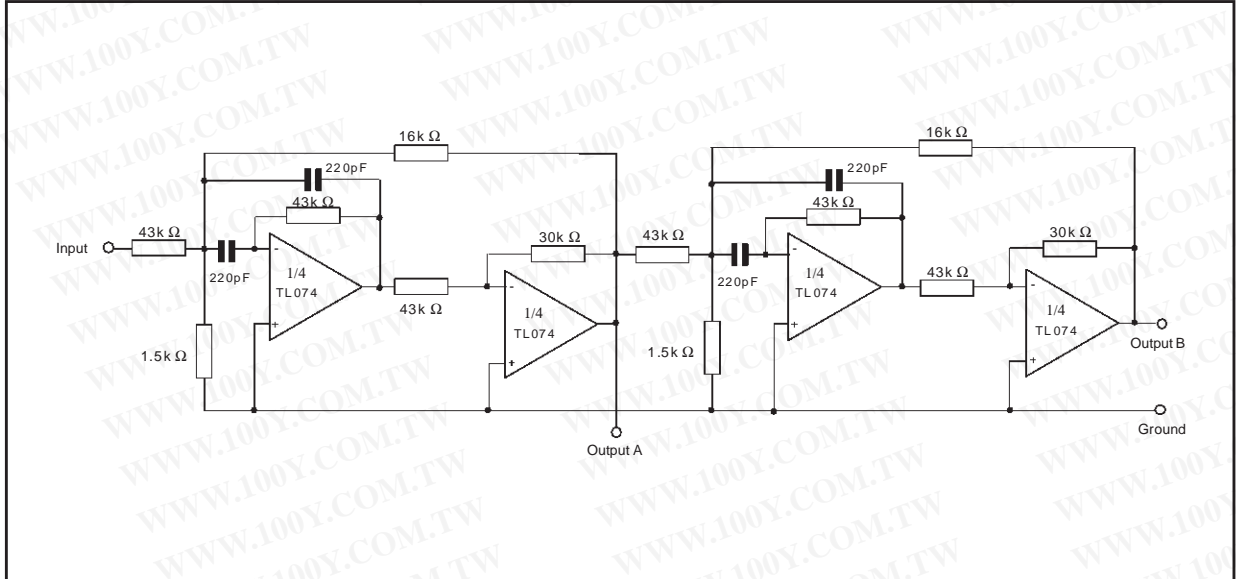 16k Ω
16k Ω
220pF
220pF
43k Ω
43k Ω
43k Ω
30k Ω
43k Ω
30k Ω
Input
-
-
-
-
220pF
1/4
TL074
43k Ω
1/4
TL074
220pF
1/4
TL074
43k Ω
1/4
TL074
+
+
+
+
1.5k Ω
1.5k Ω
Output B
Output A
Ground
WWW.100Y.COM.TW